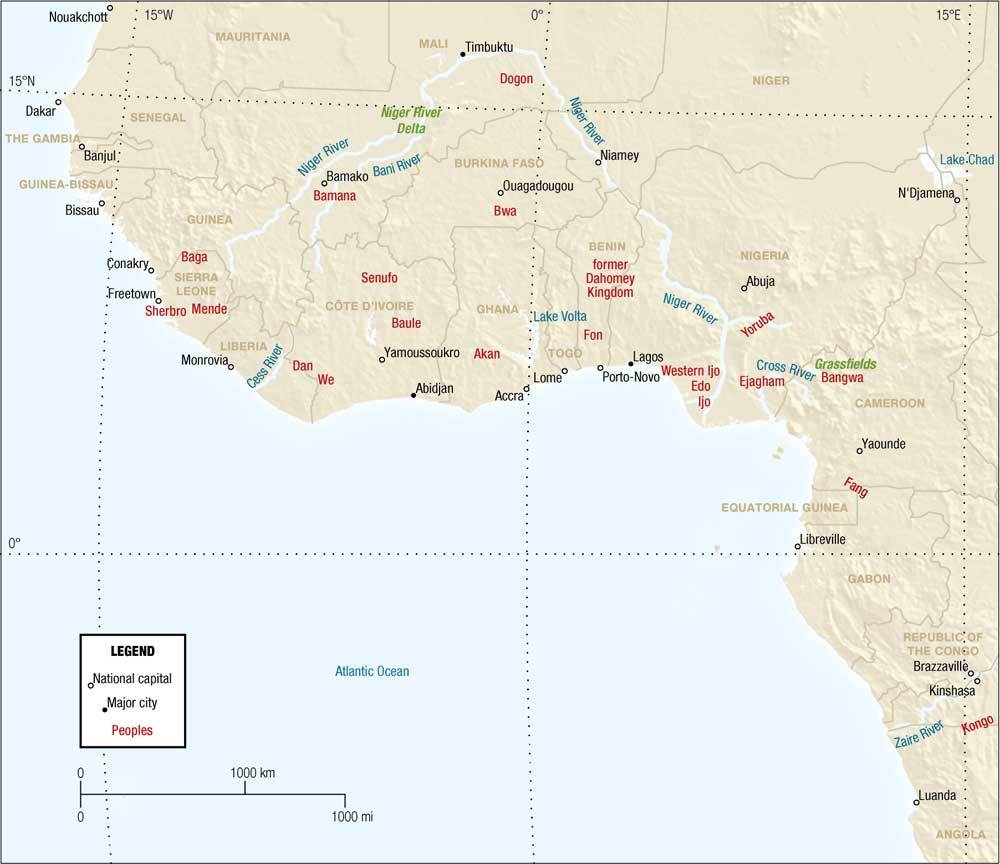 15°W
0°
15°E
Nouakchott
MAURITANIA
MALI
Timbuktu
Dogon
NIGER
15°N
Dakar
SENEGAL
Niger River
Delta
Niger River
THE GAMBIA
Banjul
Niger River
Bani River
BURKINA FASO
Niamey
Lake Chad
GUINEA-BISSAU
Bissau
Bamako
Bamana
Ouagadougou
Bwa
N'Djamena
GUINEA
Baga
Conakry
SIERRA
LEONE
Freetown
Sherbro
Mende
Senufo
CÔTE D'IVOIRE
Baule
GHANA
Lake Volta
BENIN
former
Dahomey
Kingdom
NIGERIA
Abuja
Niger River
Yoruba
Fon
LIBERIA
Monrovia
Cess River
Dan
We
Yamoussoukro
Akan
TOGO
Lagos
Lome
Porto-Novo
Abidjan
Accra
Western Ijo
Edo
Ijo
Cross River
Ejagham
Grassfields
Bangwa
CAMEROON
Yaounde
Fang
EQUATORIAL GUINEA
0°
Libreville
GABON
REPUBLIC OF
THE CONGO
Brazzaville
Kinshasa
Zaire River
Kongo
Luanda
ANGOLA
Atlantic Ocean
LEGEND
National capital
Major city
Peoples
0
1000 km
0
1000 mi